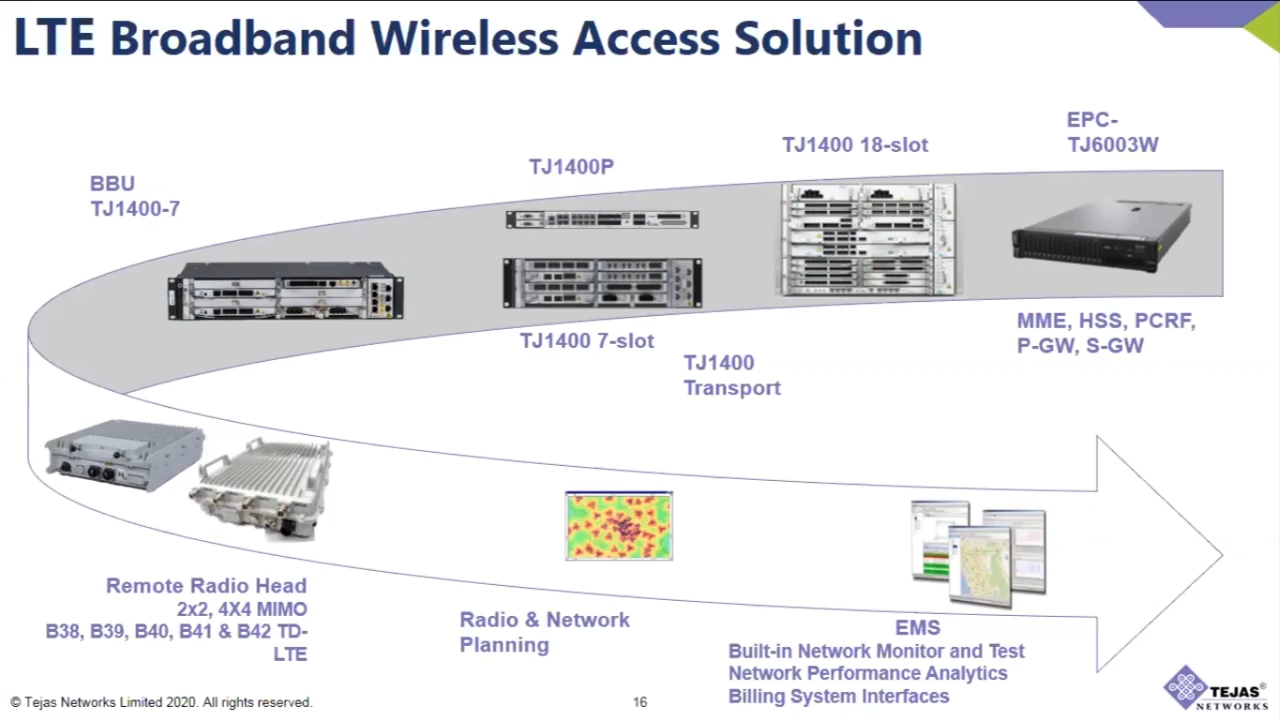 LTE Broadband Wireless Access Solution
EPC-
TJ6003W
TJ1400 18-slot
TJ1400P
BBU
TJ1400-7
TJ1400 7-slot
TJ1400
Transport
MME, HSS, PCRF,
P-GW, S-GW
Remote Radio Head
2x2, 4X4 MIMO
B38, B39, B40, B41 & B42 TD-
LTE
Radio & Network
Planning
EMS
Built-in Network Monitor and Test
Network Performance Analytics
Billing System Interfaces
© Tejas Networks Limited 2020. All rights reserved.
16
TEJAS®
NETWORKS